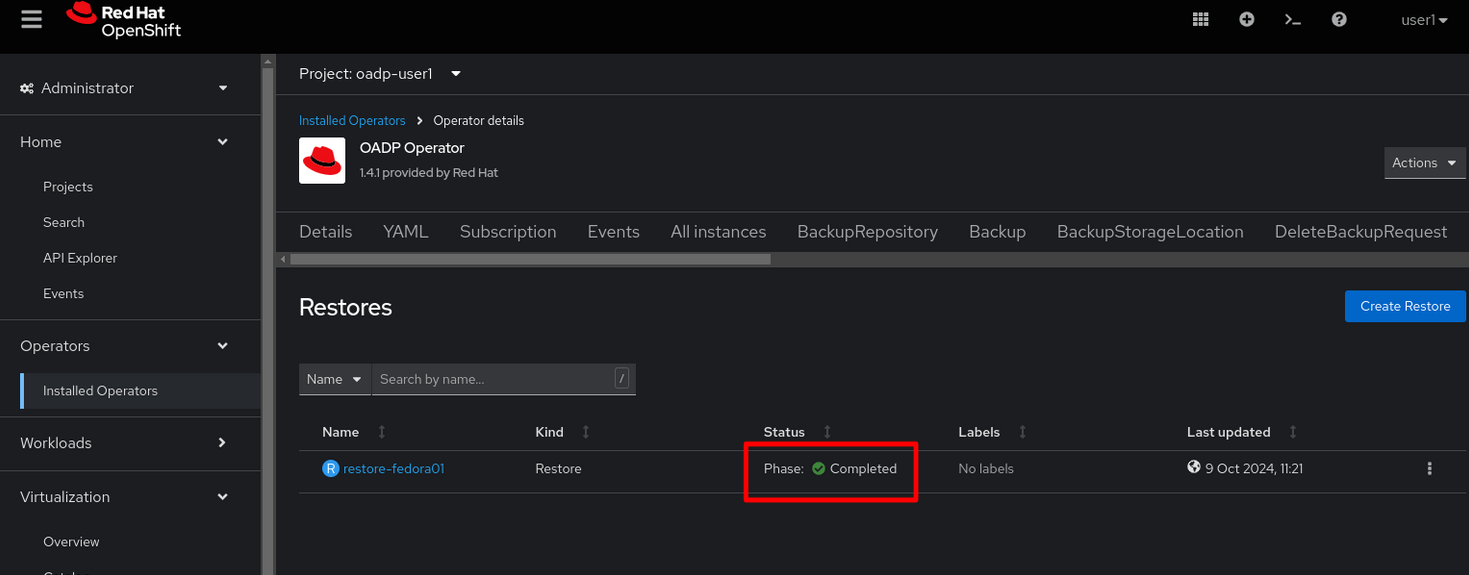 Red Hat
OpenShift
user1
Administrator
Home
Projects
Search
API Explorer
Events
Operators
Installed Operators
Workloads
Virtualization
Overview
Project: oadp-user1
Installed Operators > Operator details
OADP Operator
1.4.1 provided by Red Hat
Actions
Details YAML Subscription Events All instances BackupRepository Backup BackupStorageLocation DeleteBackupRequest
Restores
Create Restore
Name Search by name... /
Name Kind Status Labels Last updated
R restore-fedora01 Restore Phase: Completed No labels 9 Oct 2024, 11:21